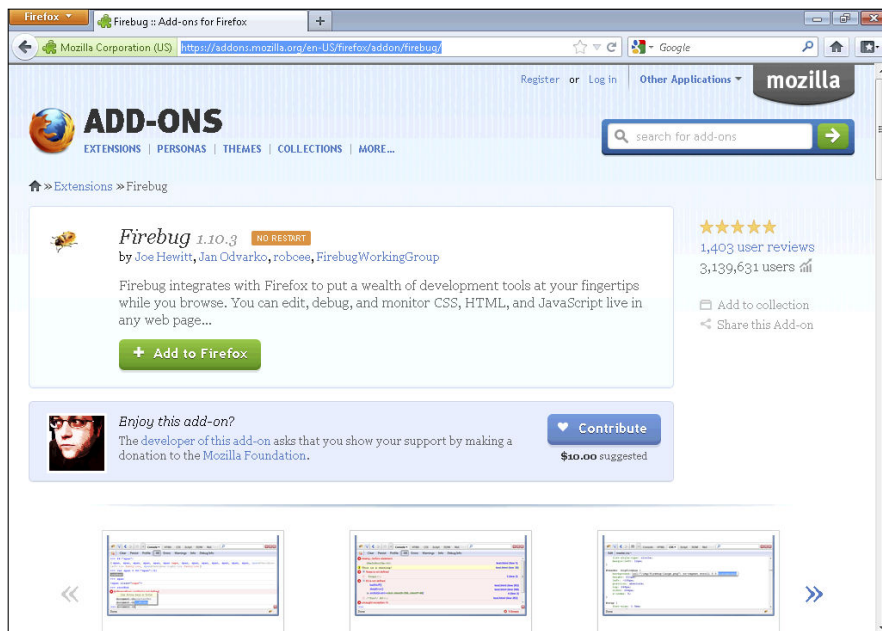 Firefox
Firebug :: Add-ons for Firefox
Mozilla Corporation (US) https://addons.mozilla.org/en-US/firefox/addon/firebug/
Google
Register or Log in Other Applications
mozilla
ADD-ONS
EXTENSIONS | PERSONAS | THEMES | COLLECTIONS | MORE...
search for add-ons
» Extensions » Firebug
Firebug 1.10.3 NO RESTART
by Joe Hewitt, Jan Odvarko, robcee, FirebugWorkingGroup
Firebug integrates with Firefox to put a wealth of development tools at your fingertips
while you browse. You can edit, debug, and monitor CSS, HTML, and JavaScript live in
any web page...
+ Add to Firefox
1,403 user reviews
3,139,631 users
Add to collection
Share this Add-on
Enjoy this add-on?
The developer of this add-on asks that you show your support by making a
donation to the Mozilla Foundation.
Contribute
$10.00 suggested
« »